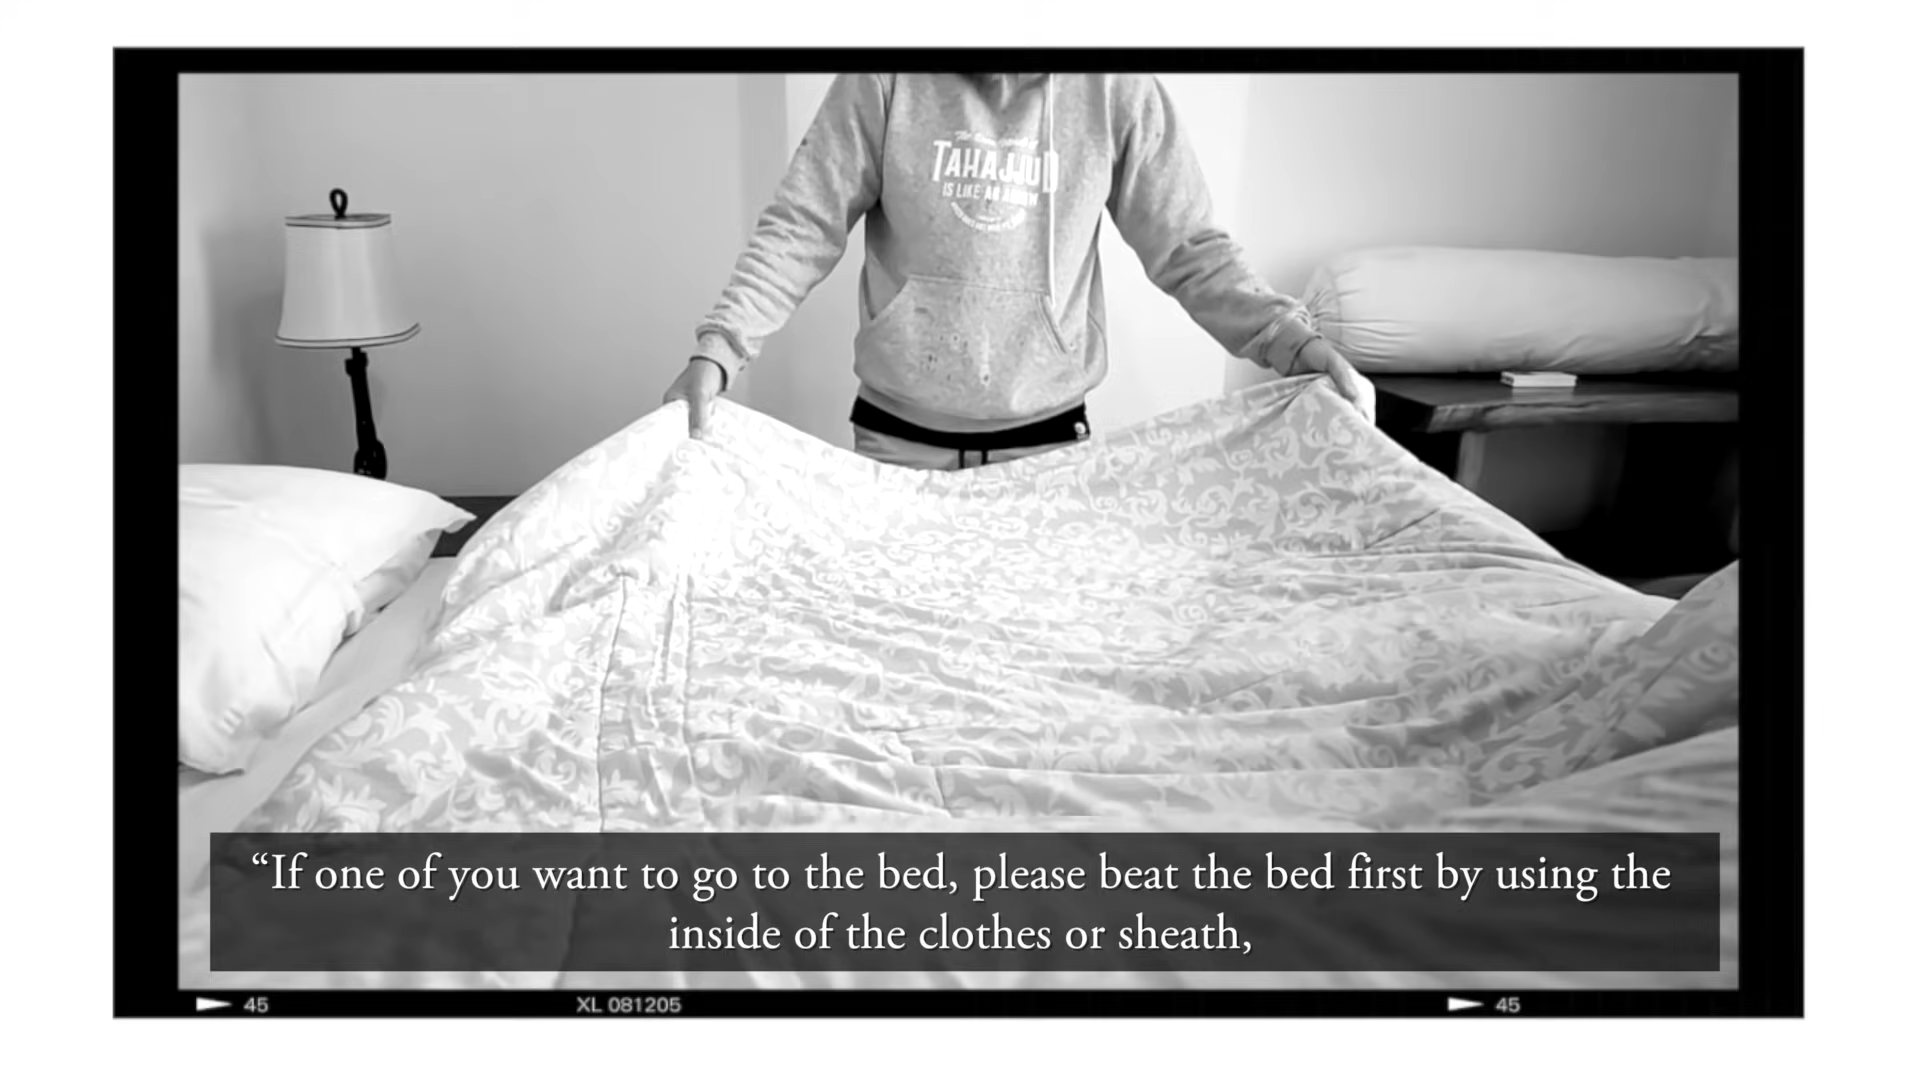 TAHAJJUD
IS LIKE AN ARROW
“If one of you want to go to the bed, please beat the bed first by using the
inside of the clothes or sheath,
45 XL 081205 45